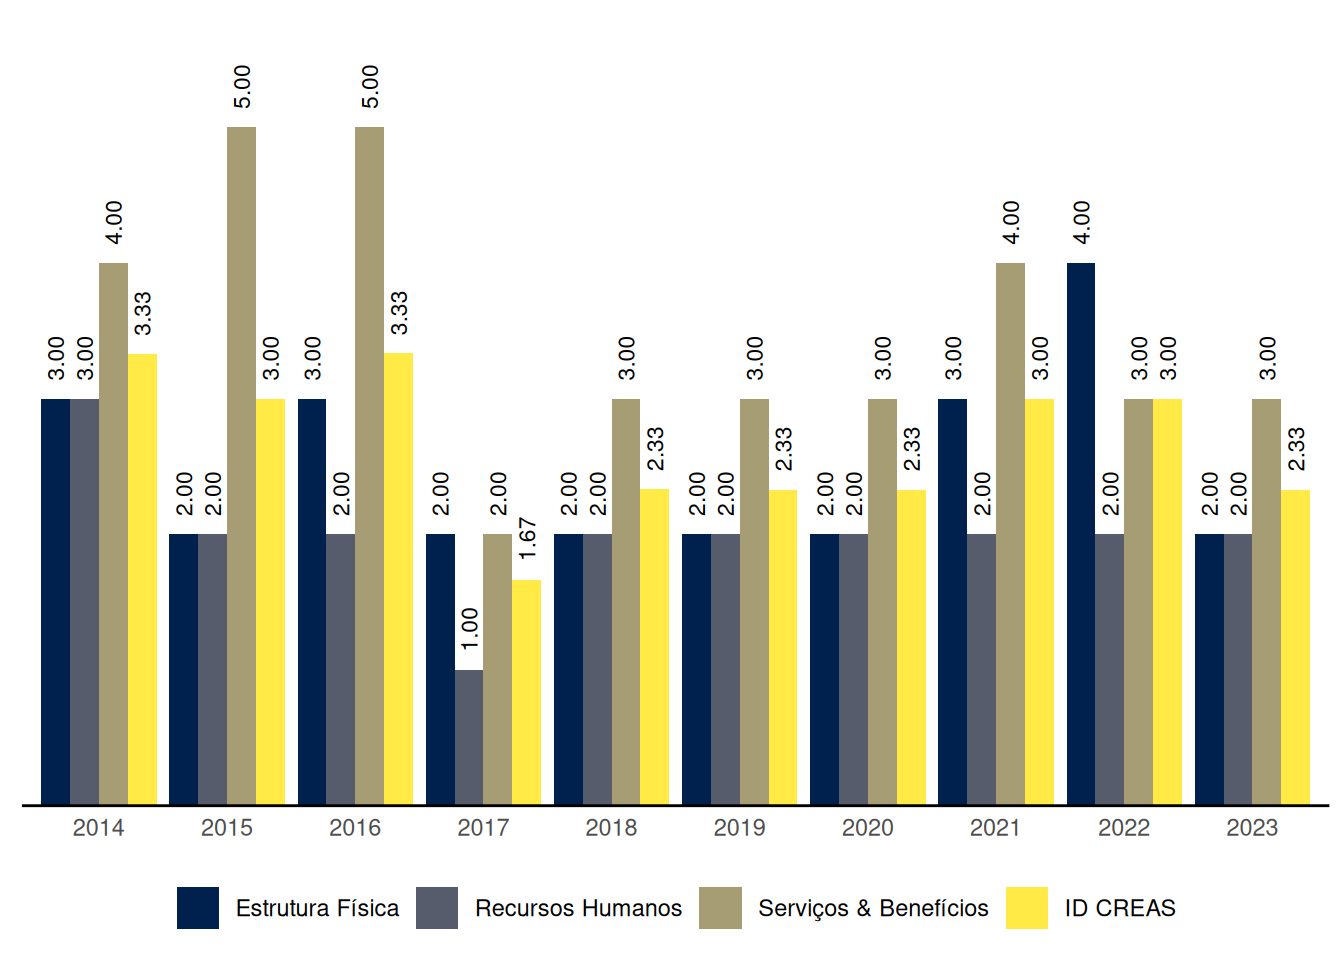 5.00 5.00
4.00 4.00 4.00
3.33 3.33
3.00 3.00 3.00 3.00 3.00 3.00 3.00 3.00 3.00 3.00 3.00 3.00
2.33 2.33 2.33 2.33
2.00 2.00 2.00 2.00 2.00 2.00 2.00 2.00 2.00 2.00 2.00 2.00 2.00 2.00 2.00
1.67
1.00
2014 2015 2016 2017 2018 2019 2020 2021 2022 2023
Estrutura Física Recursos Humanos Serviços & Benefícios ID CREAS